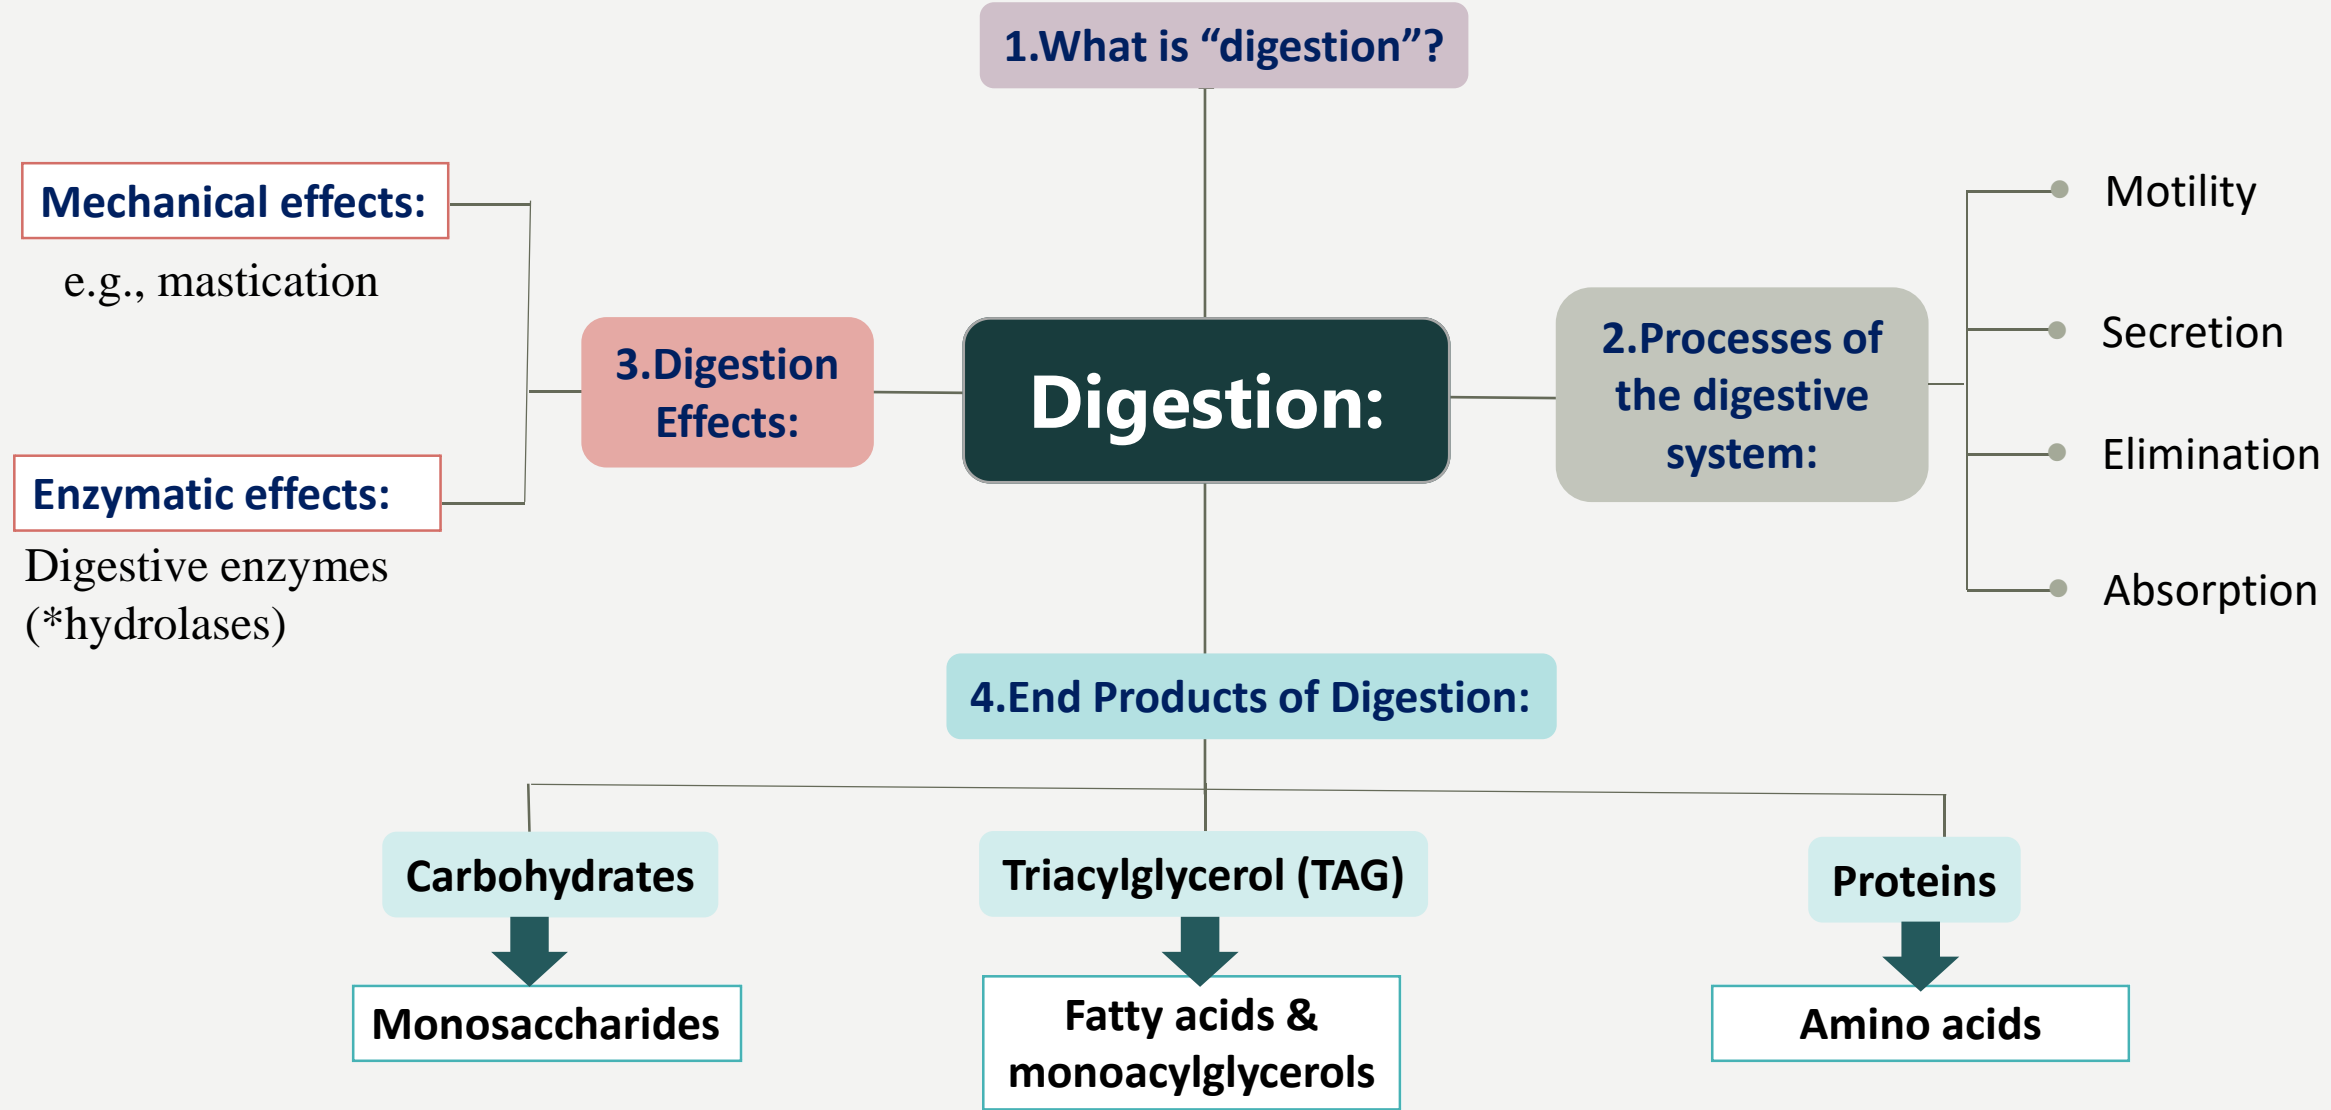 1.What is “digestion”?
Mechanical effects:
e.g., mastication
Enzymatic effects:
Digestive enzymes
(*hydrolases)
3.Digestion
Effects:
Digestion:
2.Processes of
the digestive
system:
Motility
Secretion
Elimination
Absorption
4.End Products of Digestion:
Carbohydrates
Monosaccharides
Triacylglycerol (TAG)
Fatty acids &
monoacylglycerols
Proteins
Amino acids